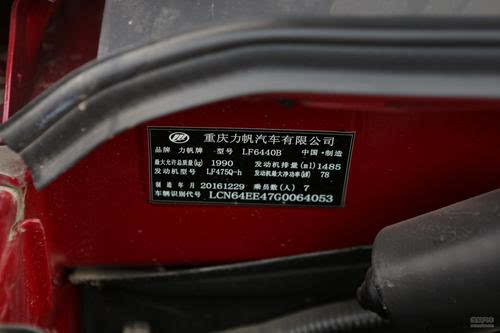 重庆力帆汽车有限公司
品牌 力帆牌 型号 LF6440B 中国·制造
最大允许总质量(kg) 1990 发动机排量(ml) 1485
发动机型号 LF475Q-h 发动机最大净功率(kW) 78
制造年月 20161229 乘员数(人) 7
车辆识别代号 LCN64EE47G0064053